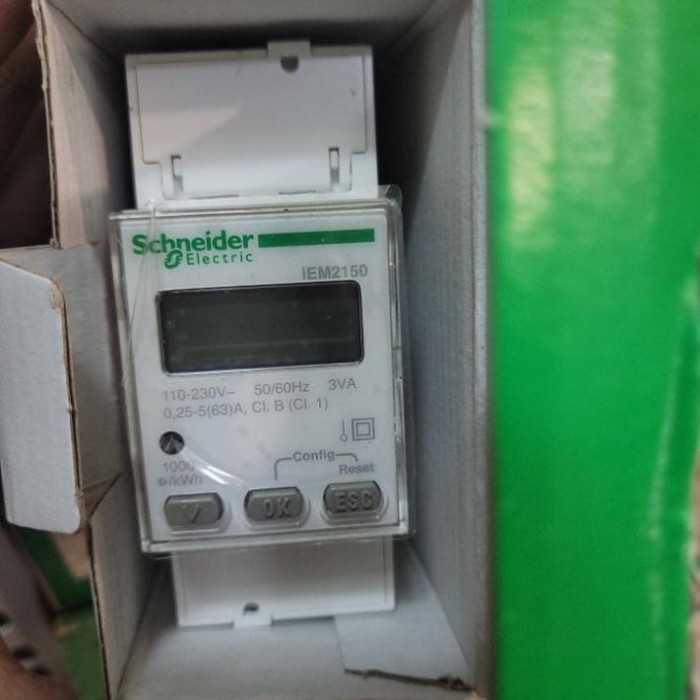 Schneider
Electric
iEM2150
110-230V~ 50/60Hz 3VA
0,25-5(63)A, Cl. B (Cl. 1)
Config
1000 Reset
/kWh
OK ESC